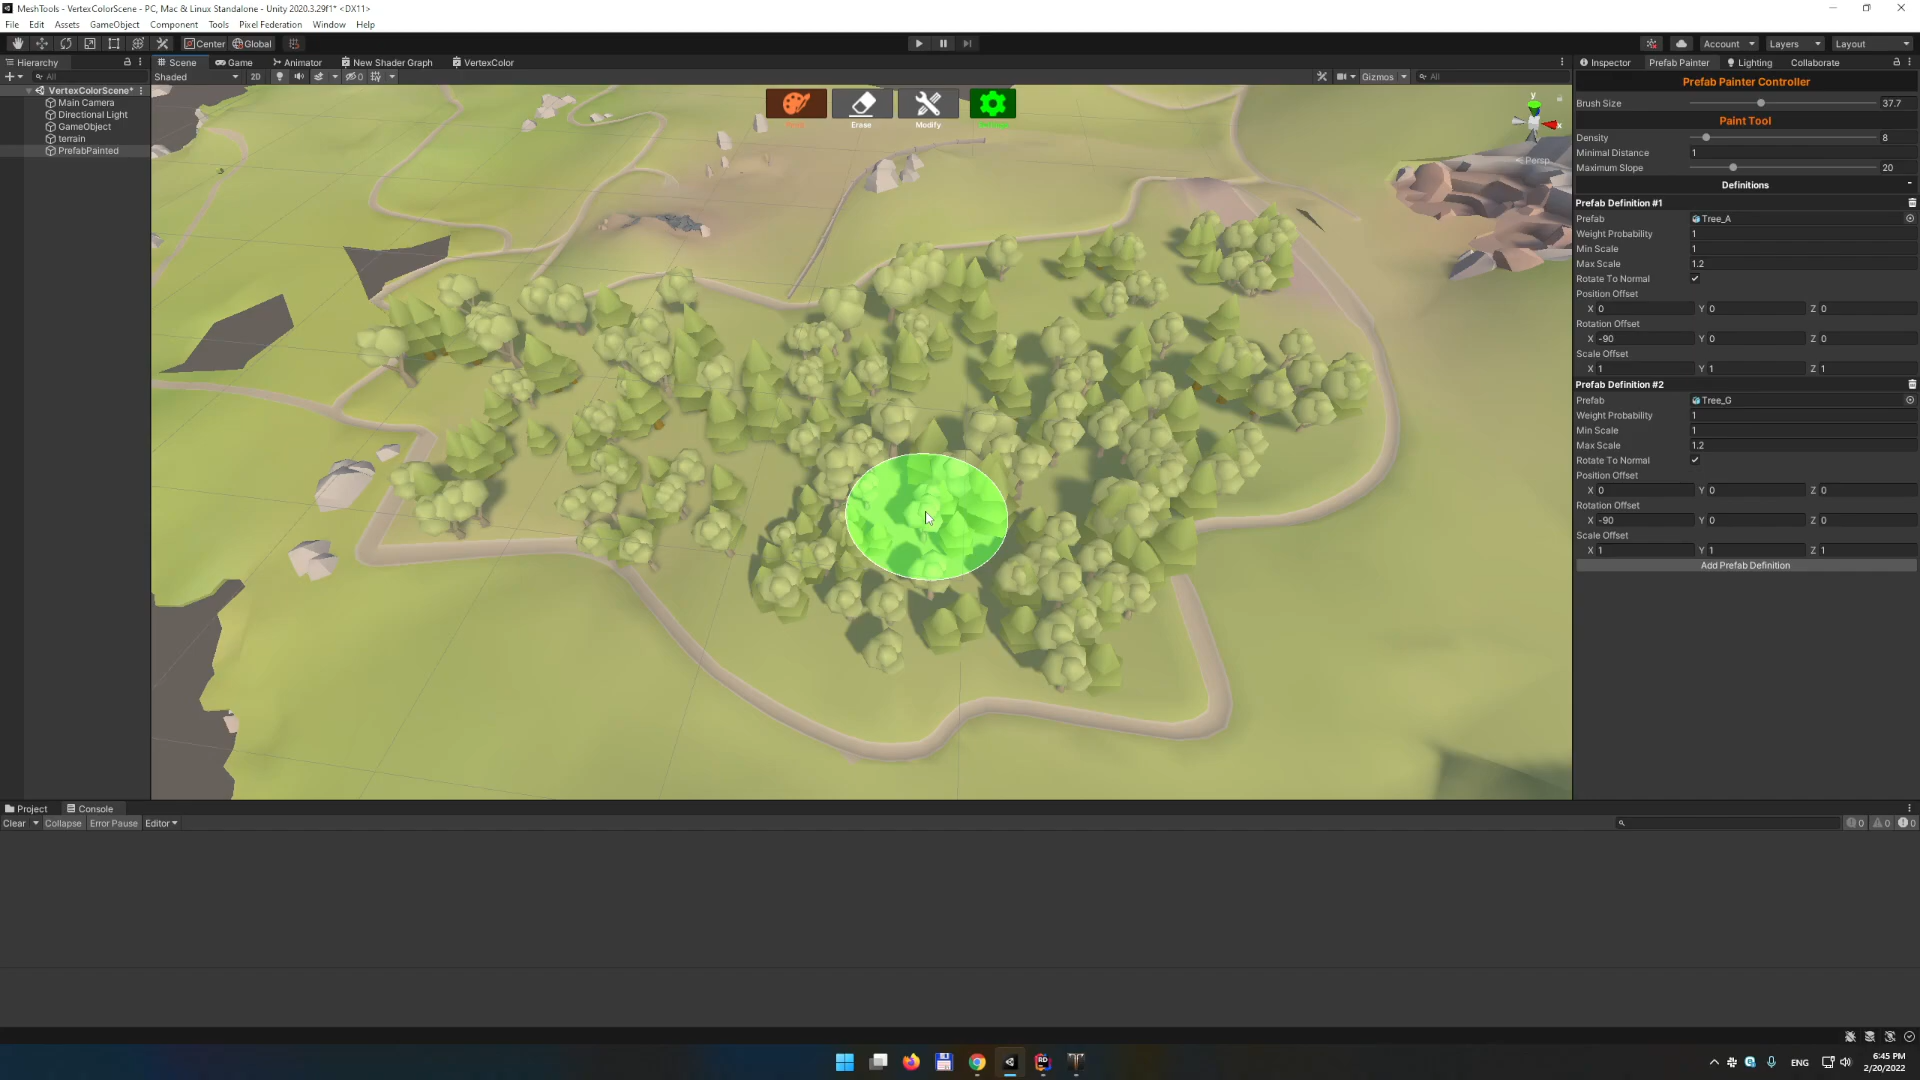 MeshTools - VertexColorScene - PC, Mac & Linux Standalone - Unity 2020.3.29f1* <DX11>
File Edit Assets GameObject Component Tools Pixel Federation Window Help
Center Global Account Layers Layout
Hierarchy Scene Game Animator New Shader Graph VertexColor Inspector Prefab Painter Lighting Collaborate
All Shaded 2D 0 Gizmos All
VertexColorScene*
Main Camera
Directional Light
GameObject
terrain
PrefabPainted
Erase Modify
y
x
Persp
Prefab Painter Controller
Brush Size 37.7
Paint Tool
Density 8
Minimal Distance 1
Maximum Slope 20
Definitions -
Prefab Definition #1
Prefab Tree_A
Weight Probability 1
Min Scale 1
Max Scale 1.2
Rotate To Normal
Position Offset
X 0 Y 0 Z 0
Rotation Offset
X -90 Y 0 Z 0
Scale Offset
X 1 Y 1 Z 1
Prefab Definition #2
Prefab Tree_G
Weight Probability 1
Min Scale 1
Max Scale 1.2
Rotate To Normal
Position Offset
X 0 Y 0 Z 0
Rotation Offset
X -90 Y 0 Z 0
Scale Offset
X 1 Y 1 Z 1
Add Prefab Definition
Project Console
Clear Collapse Error Pause Editor 0 0 0
RD
ENG
6:45 PM
2/20/2022